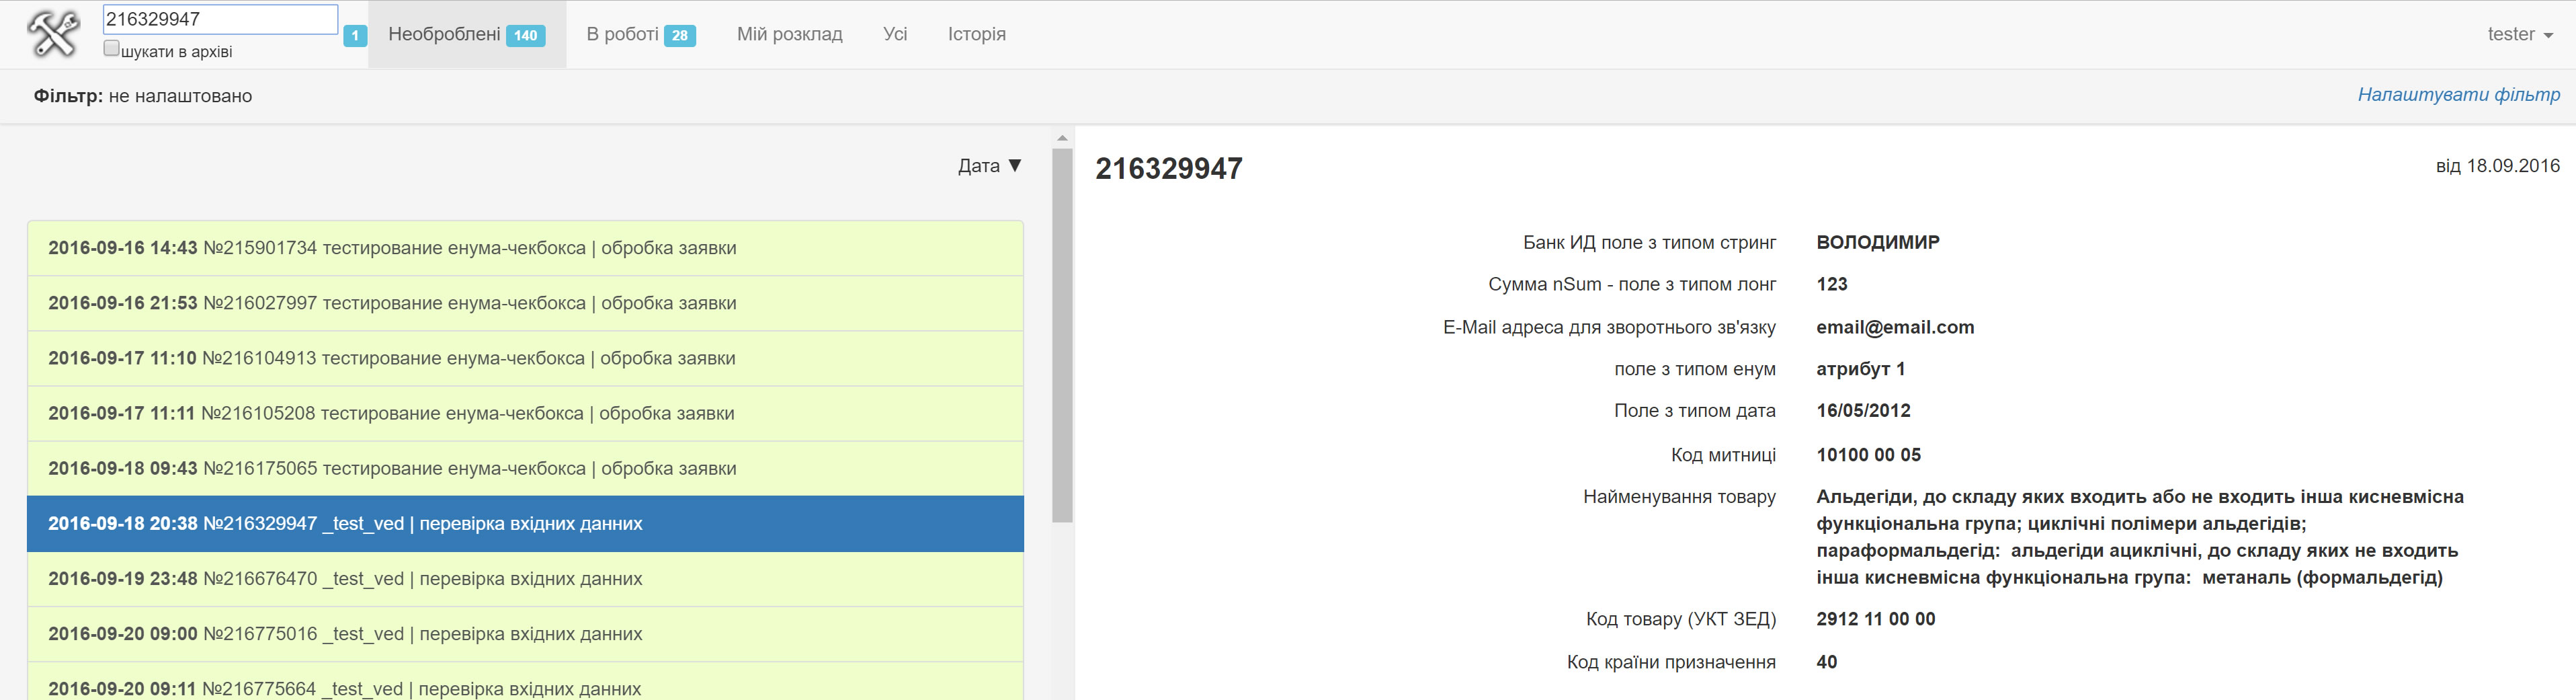 216329947
шукати в архіві
1
Необроблені 140
В роботі 28
Мій розклад
Усі
Історія
tester
Фільтр: не налаштовано
Налаштувати фільтр
Дата ▼
2016-09-16 14:43 №215901734 тестирование енума-чекбокса | обробка заявки
2016-09-16 21:53 №216027997 тестирование енума-чекбокса | обробка заявки
2016-09-17 11:10 №216104913 тестирование енума-чекбокса | обробка заявки
2016-09-17 11:11 №216105208 тестирование енума-чекбокса | обробка заявки
2016-09-18 09:43 №216175065 тестирование енума-чекбокса | обробка заявки
2016-09-18 20:38 №216329947 _test_ved | перевірка вхідних данних
2016-09-19 23:48 №216676470 _test_ved | перевірка вхідних данних
2016-09-20 09:00 №216775016 _test_ved | перевірка вхідних данних
2016-09-20 09:11 №216775664 _test_ved | перевірка вхідних данних
216329947
від 18.09.2016
Банк ИД поле з типом стринг ВОЛОДИМИР
Сумма nSum - поле з типом лонг 123
E-Mail адреса для зворотнього зв'язку email@email.com
поле з типом енум атрибут 1
Поле з типом дата 16/05/2012
Код митниці 10100 00 05
Найменування товару Альдегіди, до складу яких входить або не входить інша кисневмісна
функціональна група; циклічні полімери альдегідів;
параформальдегід: альдегіди ациклічні, до складу яких не входить
інша кисневмісна функціональна група: метаналь (формальдегід)
Код товару (УКТ ЗЕД) 2912 11 00 00
Код країни призначення 40